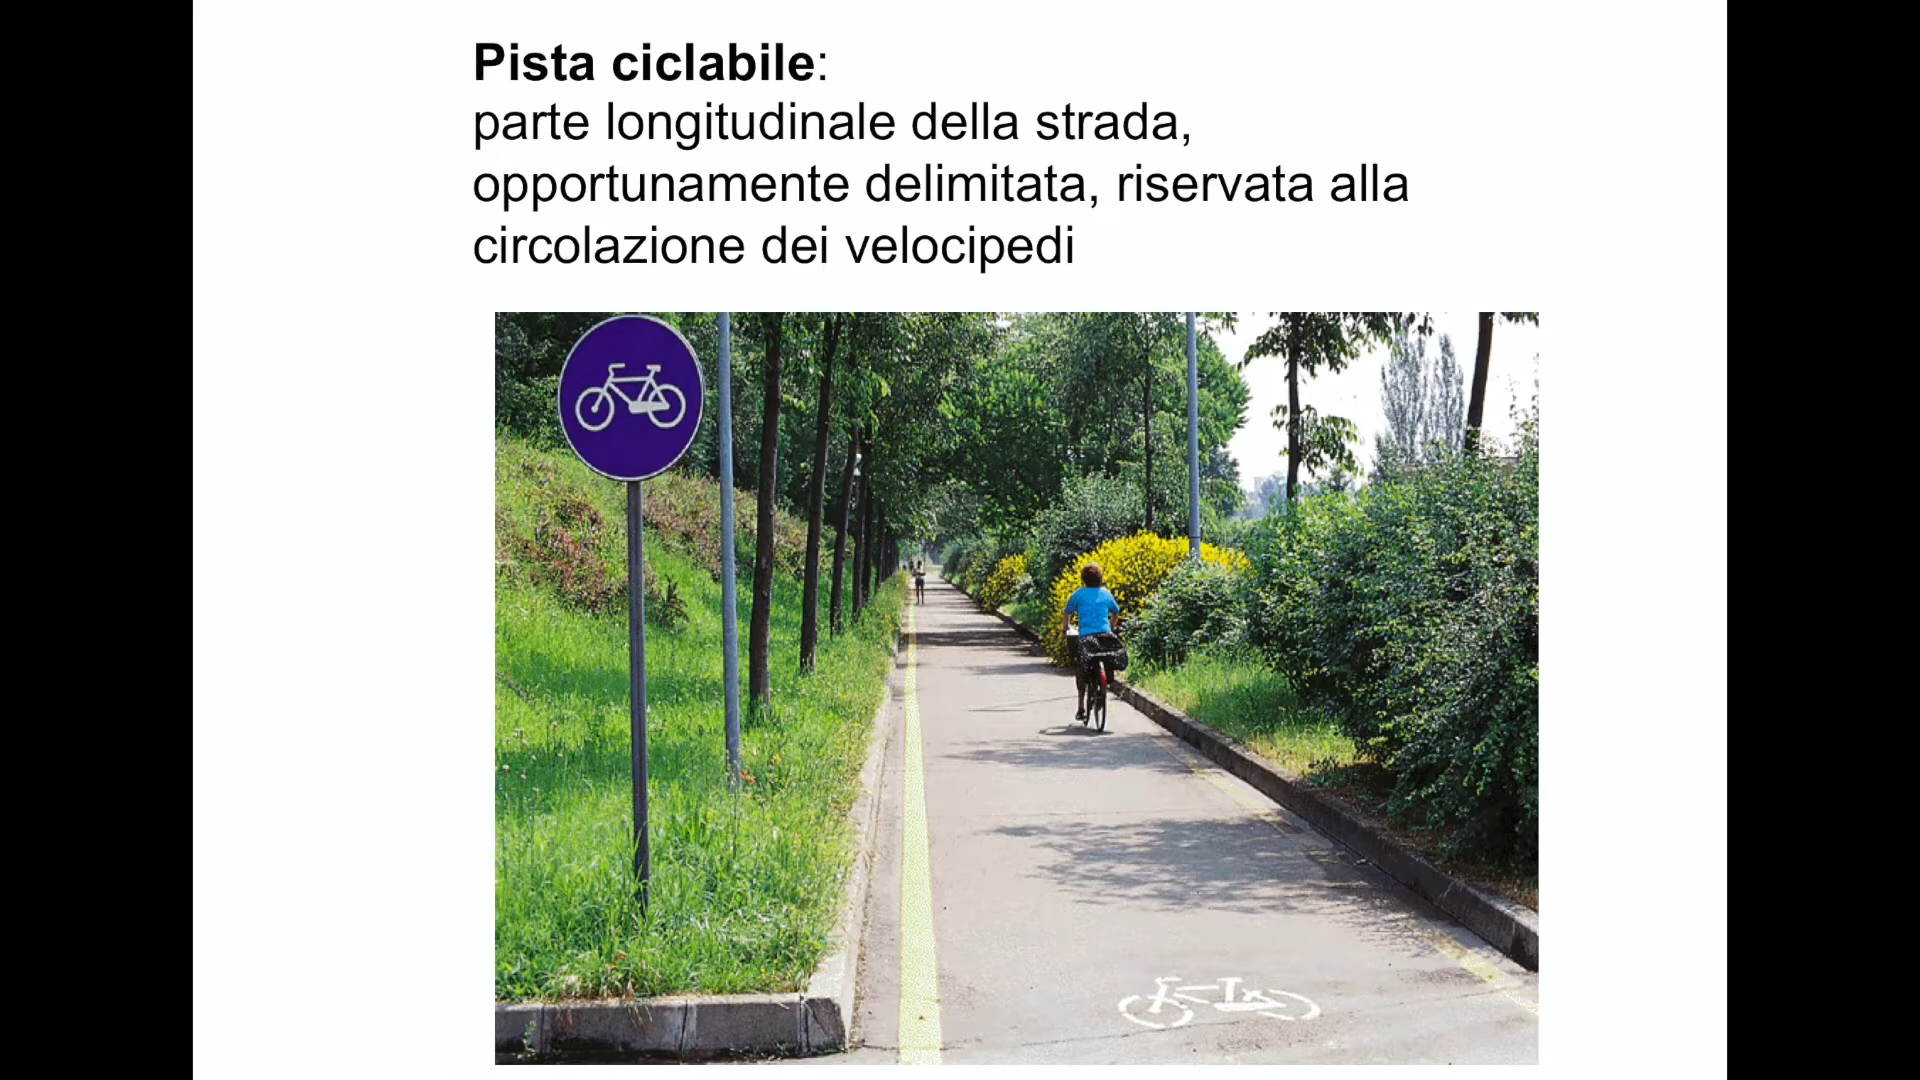 Pista ciclabile:
parte longitudinale della strada,
opportunamente delimitata, riservata alla
circolazione dei velocipedi